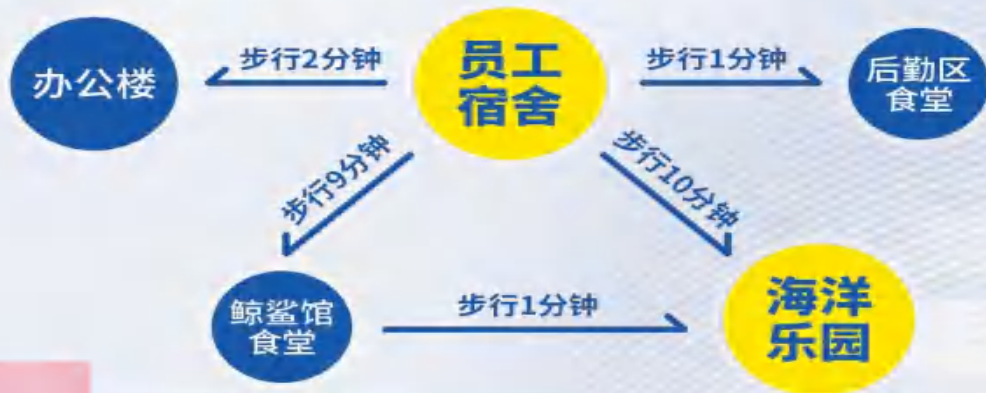 办公楼
步行2分钟
员工
宿舍
步行1分钟
后勤区
食堂
步行9分钟
步行10分钟
鲸鲨馆
食堂
步行1分钟
海洋
乐园